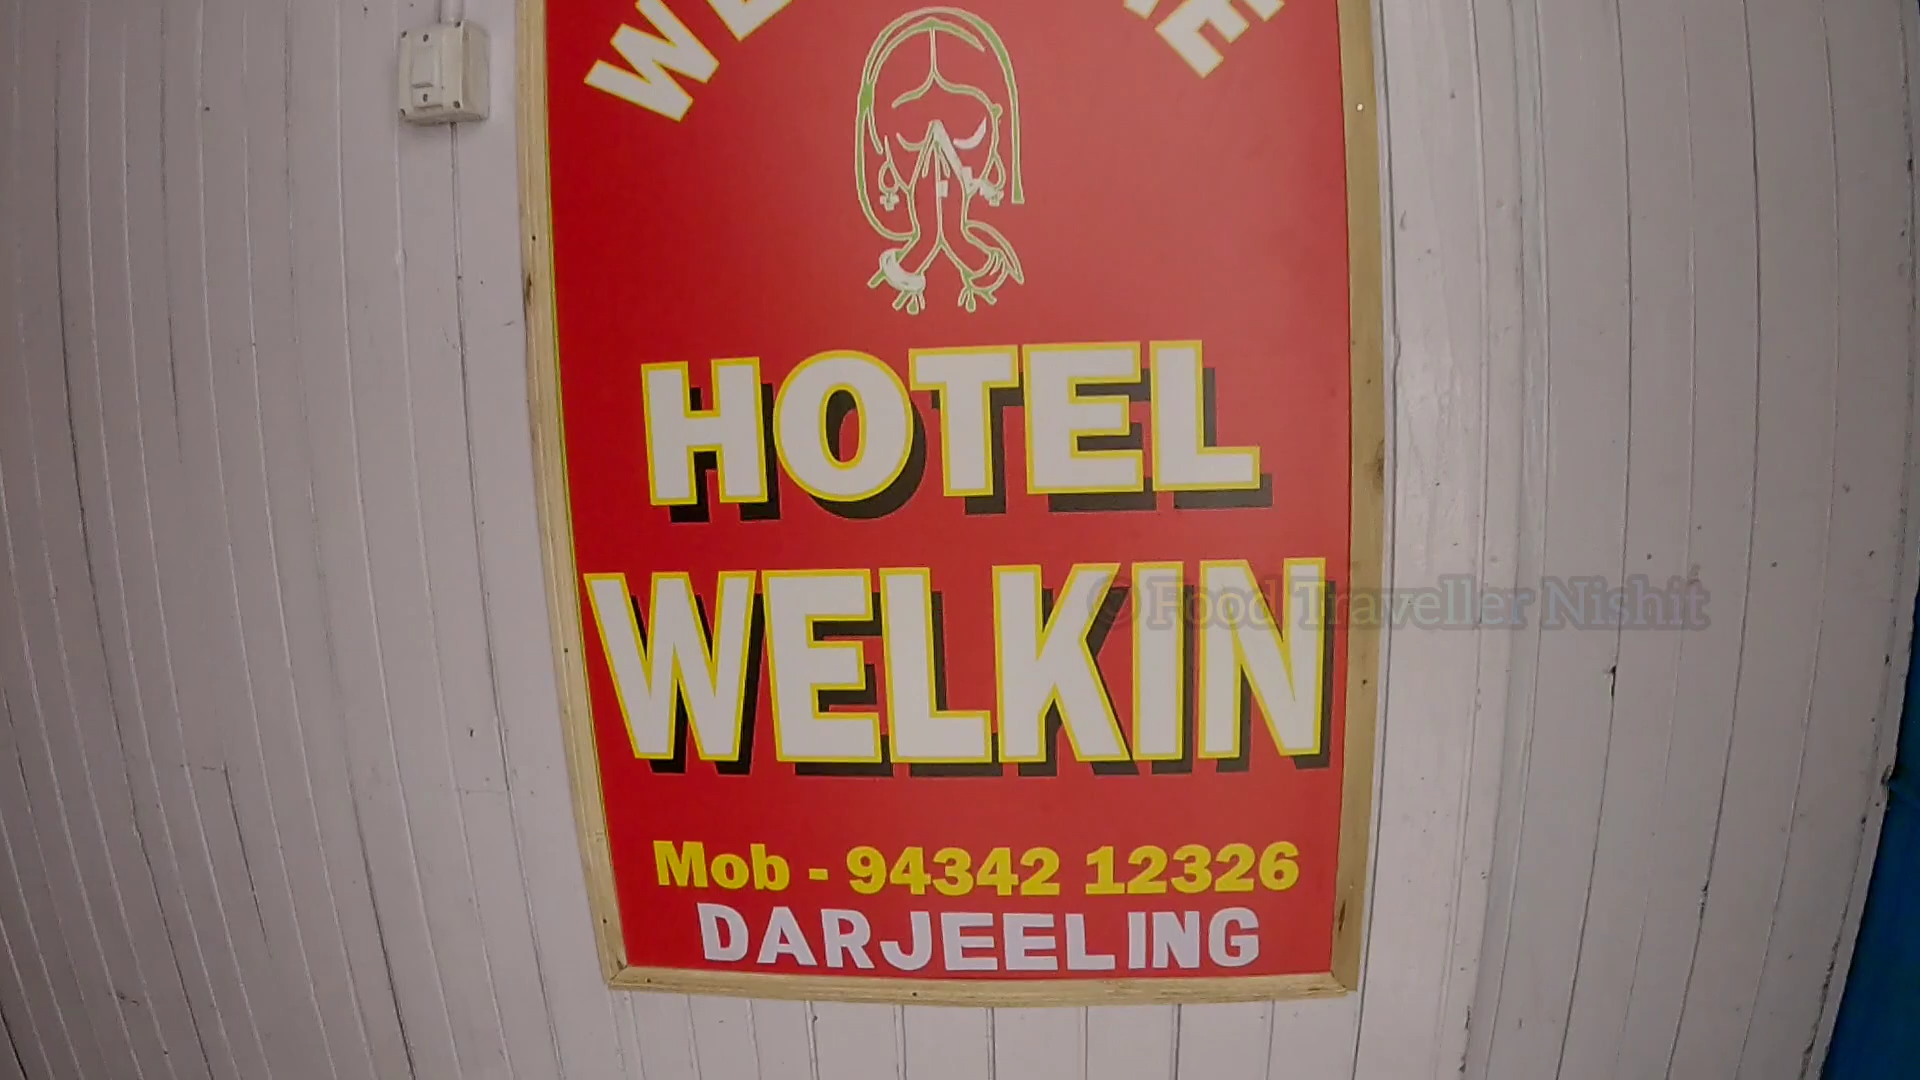 HOTEL
WELKIN
©Food Traveller Nishit
Mob - 94342 12326
DARJEELING